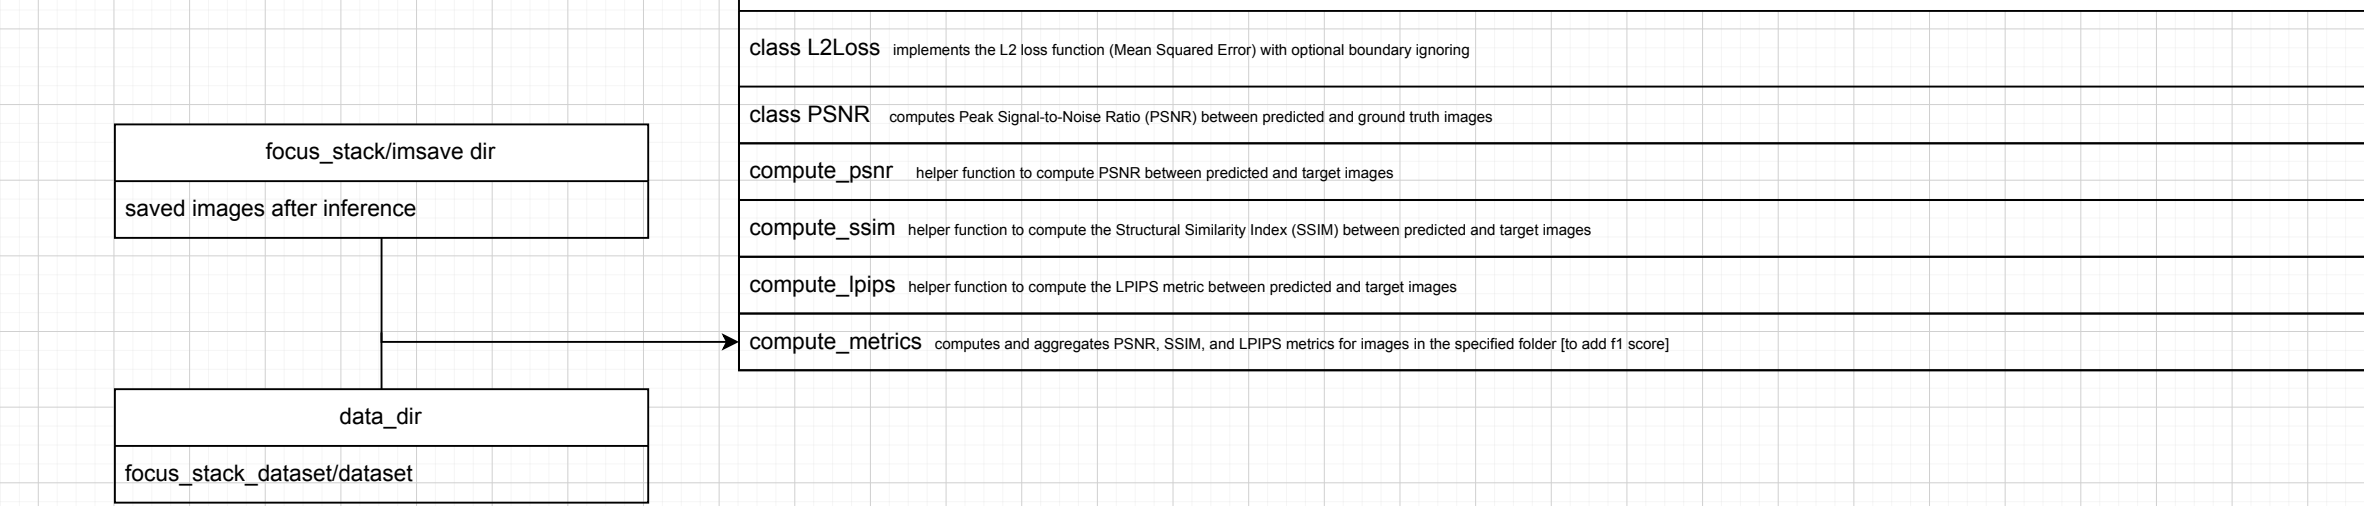 class L2Loss implements the L2 loss function (Mean Squared Error) with optional boundary ignoring
class PSNR computes Peak Signal-to-Noise Ratio (PSNR) between predicted and ground truth images
compute_psnr helper function to compute PSNR between predicted and target images
compute_ssim helper function to compute the Structural Similarity Index (SSIM) between predicted and target images
compute_lpips helper function to compute the LPIPS metric between predicted and target images
compute_metrics computes and aggregates PSNR, SSIM, and LPIPS metrics for images in the specified folder [to add f1 score]
focus_stack/imsave dir
saved images after inference
data_dir
focus_stack_dataset/dataset